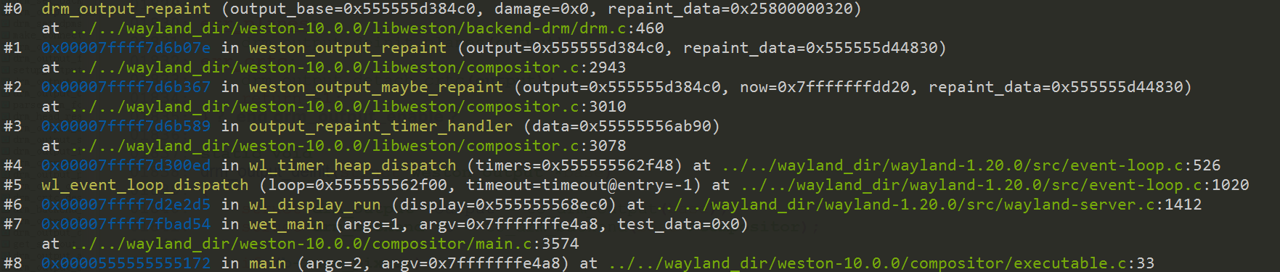 #0  drm_output_repaint (output_base=0x555555d384c0, damage=0x0, repaint_data=0x25800000320)
    at ../../wayland_dir/weston-10.0.0/libweston/backend-drm/drm.c:460
#1  0x00007ffff7d6b07e in weston_output_repaint (output=0x555555d384c0, repaint_data=0x555555d44830)
    at ../../wayland_dir/weston-10.0.0/libweston/compositor.c:2943
#2  0x00007ffff7d6b367 in weston_output_maybe_repaint (output=0x555555d384c0, now=0x7fffffffdd20, repaint_data=0x555555d44830)
    at ../../wayland_dir/weston-10.0.0/libweston/compositor.c:3010
#3  0x00007ffff7d6b589 in output_repaint_timer_handler (data=0x55555556ab90)
    at ../../wayland_dir/weston-10.0.0/libweston/compositor.c:3078
#4  0x00007ffff7d300ed in wl_timer_heap_dispatch (timers=0x555555562f48) at ../../wayland_dir/wayland-1.20.0/src/event-loop.c:526
#5  wl_event_loop_dispatch (loop=0x555555562f00, timeout=timeout@entry=-1) at ../../wayland_dir/wayland-1.20.0/src/event-loop.c:1020
#6  0x00007ffff7d2e2d5 in wl_display_run (display=0x555555568ec0) at ../../wayland_dir/wayland-1.20.0/src/wayland-server.c:1412
#7  0x00007ffff7fbad54 in wet_main (argc=1, argv=0x7fffffffe4a8, test_data=0x0)
    at ../../wayland_dir/weston-10.0.0/compositor/main.c:3574
#8  0x0000555555555172 in main (argc=2, argv=0x7fffffffe4a8) at ../../wayland_dir/weston-10.0.0/compositor/executable.c:33